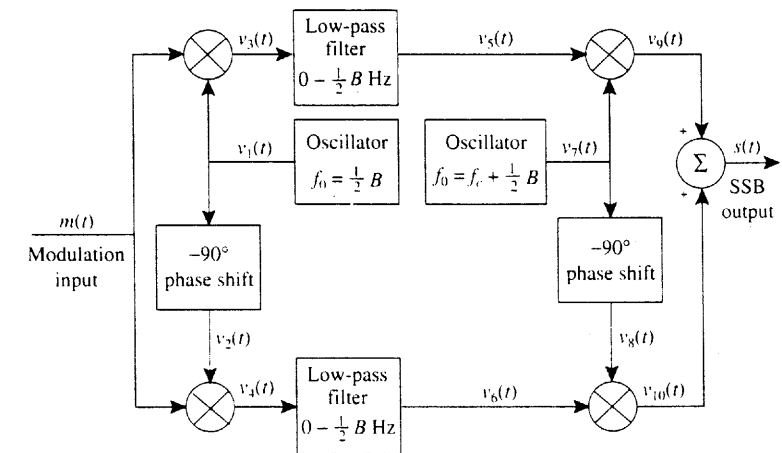 v₃(t)
Low-pass
filter
0 – ½ B Hz
v₅(t)
v₉(t)
v₁(t)
Oscillator
f₀ = ½ B
Oscillator
f₀ = f_c + ½ B
v₇(t)
+
Σ
+
s(t)
SSB
output
m(t)
Modulation
input
–90°
phase shift
–90°
phase shift
v₂(t)
v₈(t)
v₄(t)
Low-pass
filter
0 – ½ B Hz
v₆(t)
v₁₀(t)